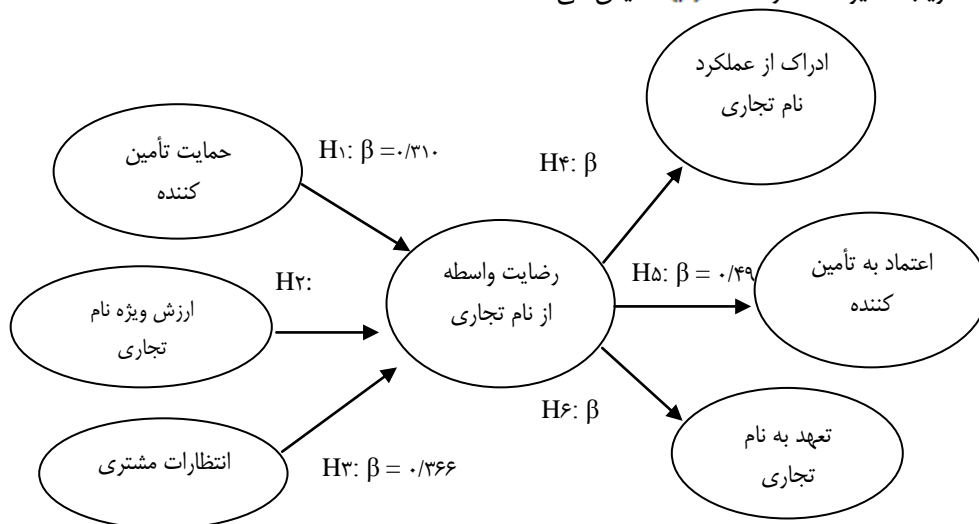 ادراک از عملکرد
نام تجاری
حمایت تأمین
کننده
H۱: β =۰/۳۱۰
H۴: β
رضایت واسطه
از نام تجاری
اعتماد به تأمین
کننده
H۵: β = ۰/۴۹
ارزش ویژه نام
تجاری
H۲:
انتظارات مشتری
H۳: β = ۰/۳۶۶
H۶: β
تعهد به نام
تجاری